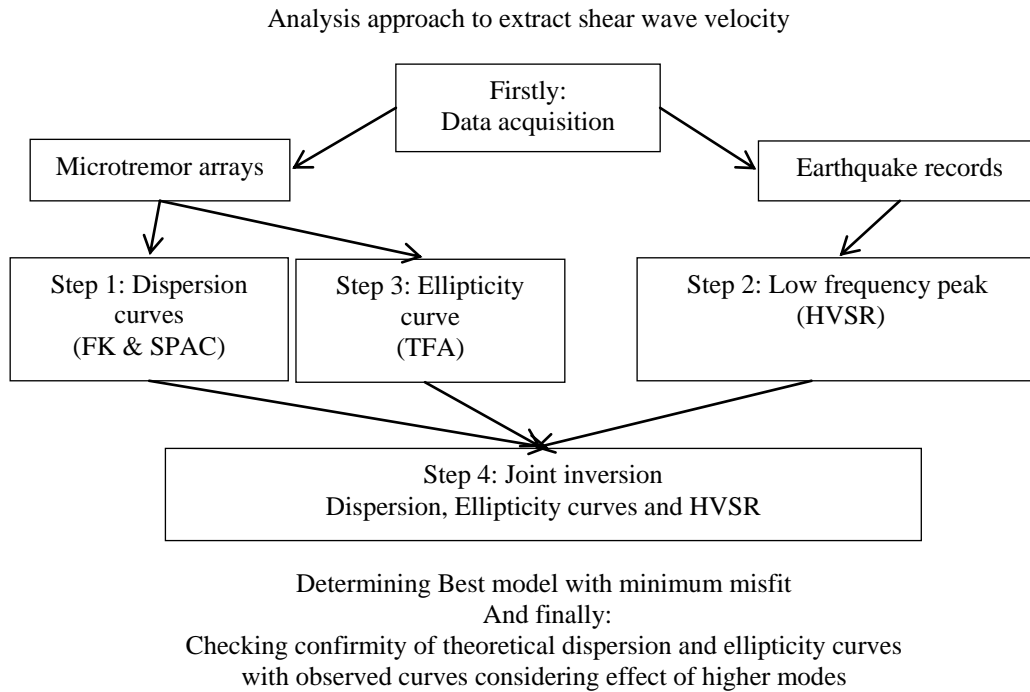 Analysis approach to extract shear wave velocity
Firstly:
Data acquisition
Microtremor arrays
Earthquake records
Step 1: Dispersion
curves
(FK & SPAC)
Step 3: Ellipticity
curve
(TFA)
Step 2: Low frequency peak
(HVSR)
Step 4: Joint inversion
Dispersion, Ellipticity curves and HVSR
Determining Best model with minimum misfit
And finally:
Checking confirmity of theoretical dispersion and ellipticity curves
with observed curves considering effect of higher modes